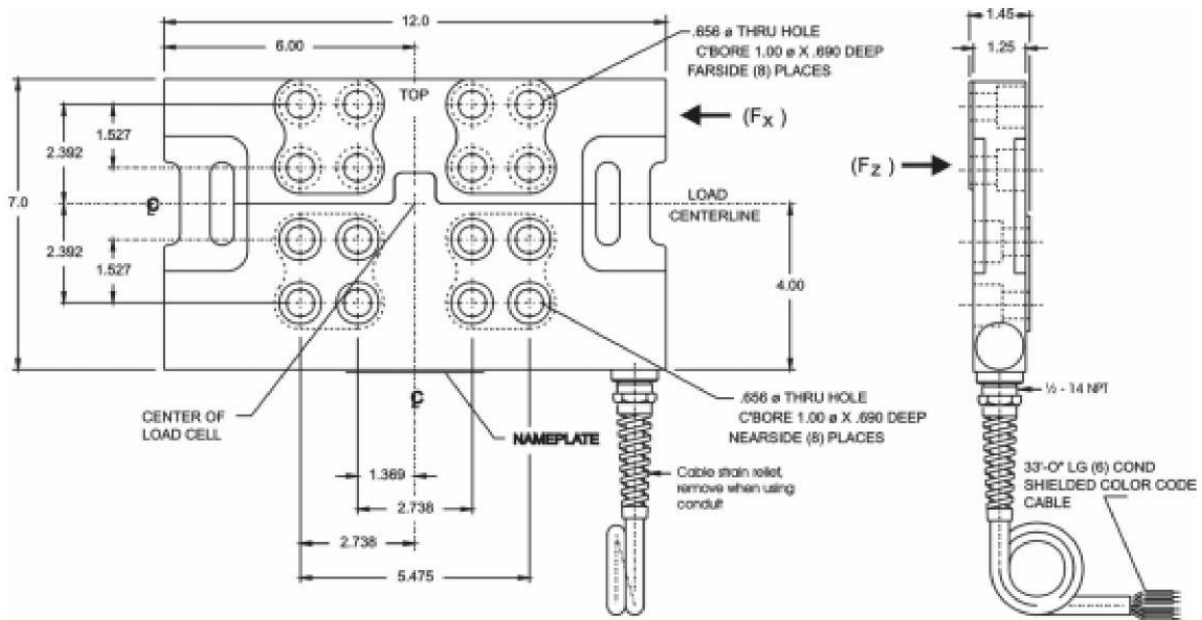 12.0
6.00
.656 ø THRU HOLE
C'BORE 1.00 ø X .690 DEEP
FARSIDE (8) PLACES
1.45
1.25
TOP
(Fx)
(Fz)
1.527
2.392
7.0
LOAD
CENTERLINE
2.392
1.527
4.00
CENTER OF
LOAD CELL
NAMEPLATE
.656 ø THRU HOLE
C'BORE 1.00 ø X .690 DEEP
NEARSIDE (8) PLACES
½ - 14 NPT
1.369
2.738
2.738
5.475
Cable strain relief,
remove when using
conduit
33'-0" LG (6) COND
SHIELDED COLOR CODE
CABLE